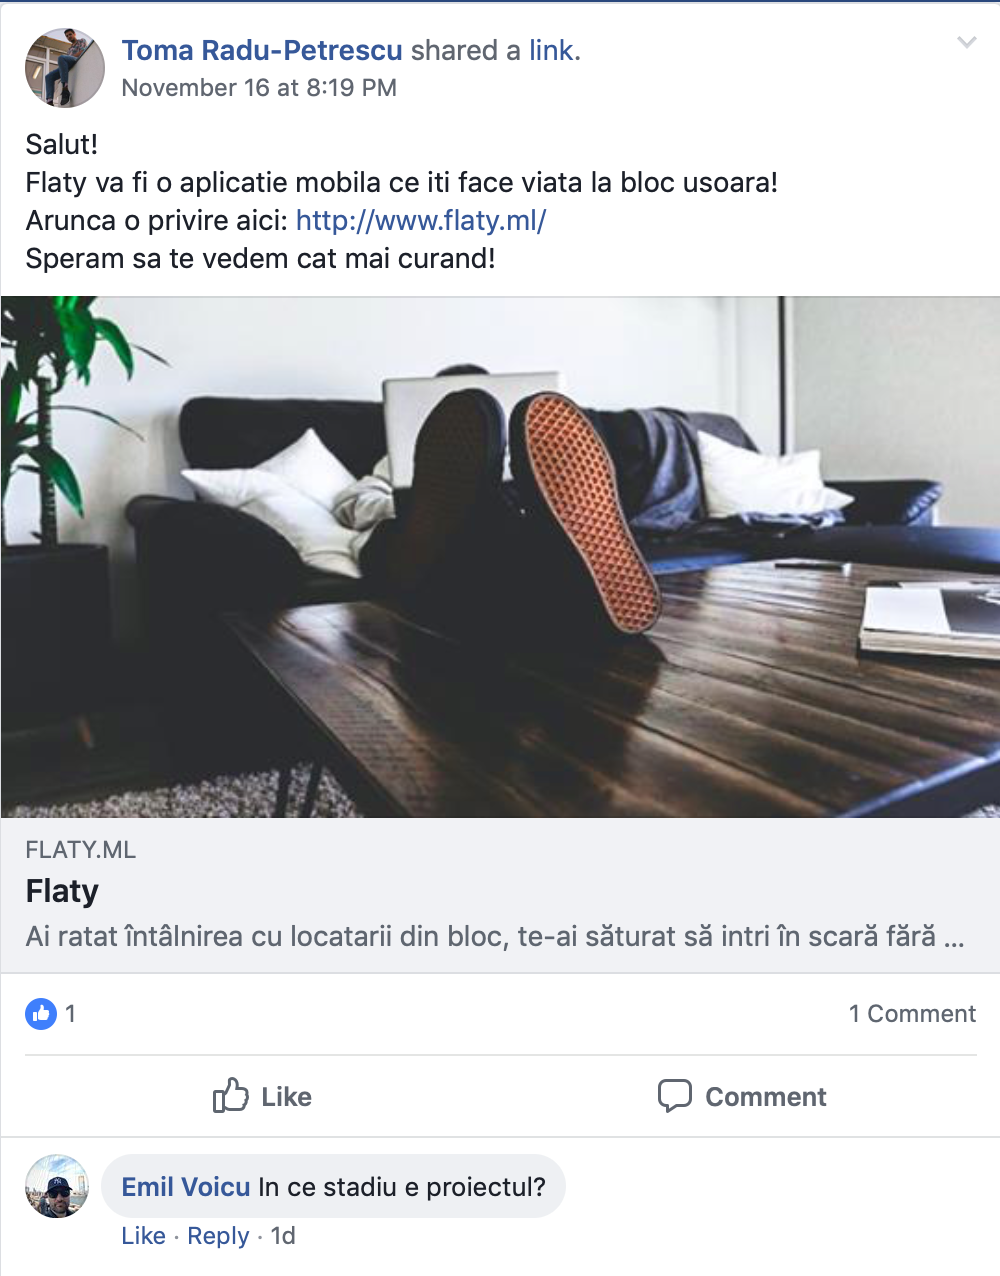 Toma Radu-Petrescu shared a link.
November 16 at 8:19 PM
Salut!
Flaty va fi o aplicatie mobila ce iti face viata la bloc usoara!
Arunca o privire aici: http://www.flaty.ml/
Speram sa te vedem cat mai curand!
FLATY.ML
Flaty
Ai ratat întâlnirea cu locatarii din bloc, te-ai săturat să intri în scară fără ...
1
1 Comment
Like
Comment
Emil Voicu In ce stadiu e proiectul?
Like · Reply · 1d